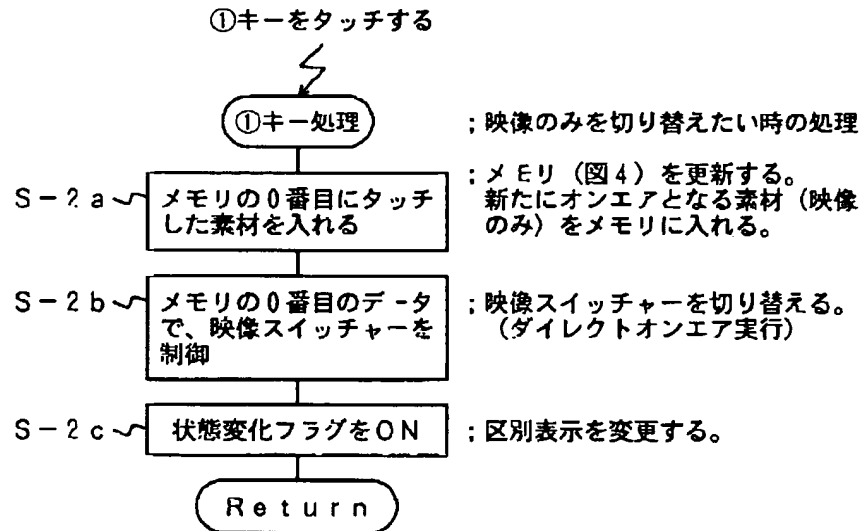 ①キーをタッチする
①キー処理
;映像のみを切り替えたい時の処理
S-2a
メモリの0番目にタッチ
した素材を入れる
;メモリ(図4)を更新する。
新たにオンエアとなる素材(映像
のみ)をメモリに入れる。
S-2b
メモリの0番目のデータ
で、映像スイッチャーを
制御
;映像スイッチャーを切り替える。
(ダイレクトオンエア実行)
S-2c
状態変化フラグをON
;区別表示を変更する。
Return